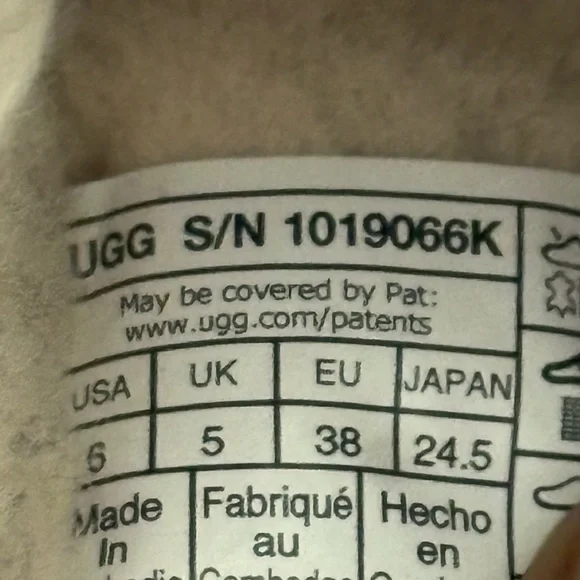 UGG S/N 1019066K
May be covered by Pat:
www.ugg.com/patents
USA UK EU JAPAN
6 5 38 24.5
Made Fabriqué Hecho
In au en